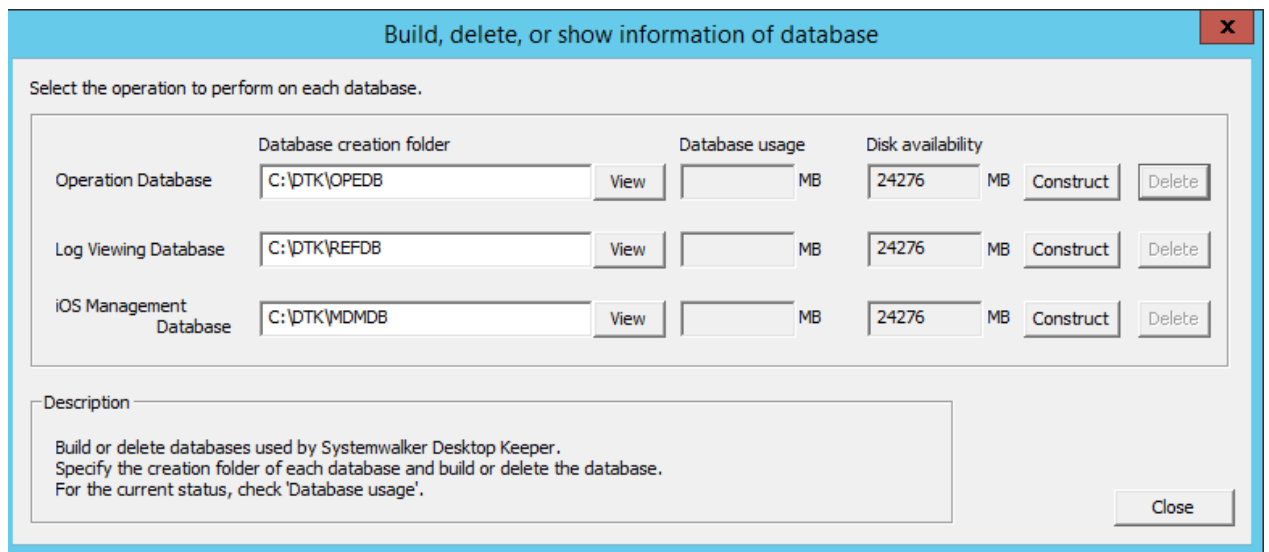 Build, delete, or show information of database
x
Select the operation to perform on each database.
Database creation folder Database usage Disk availability
Operation Database C:\DTK\OPEDB View MB 24276 MB Construct Delete
Log Viewing Database C:\DTK\REFDB View MB 24276 MB Construct Delete
iOS Management
Database C:\DTK\MDMDB View MB 24276 MB Construct Delete
Description
Build or delete databases used by Systemwalker Desktop Keeper.
Specify the creation folder of each database and build or delete the database.
For the current status, check 'Database usage'.
Close